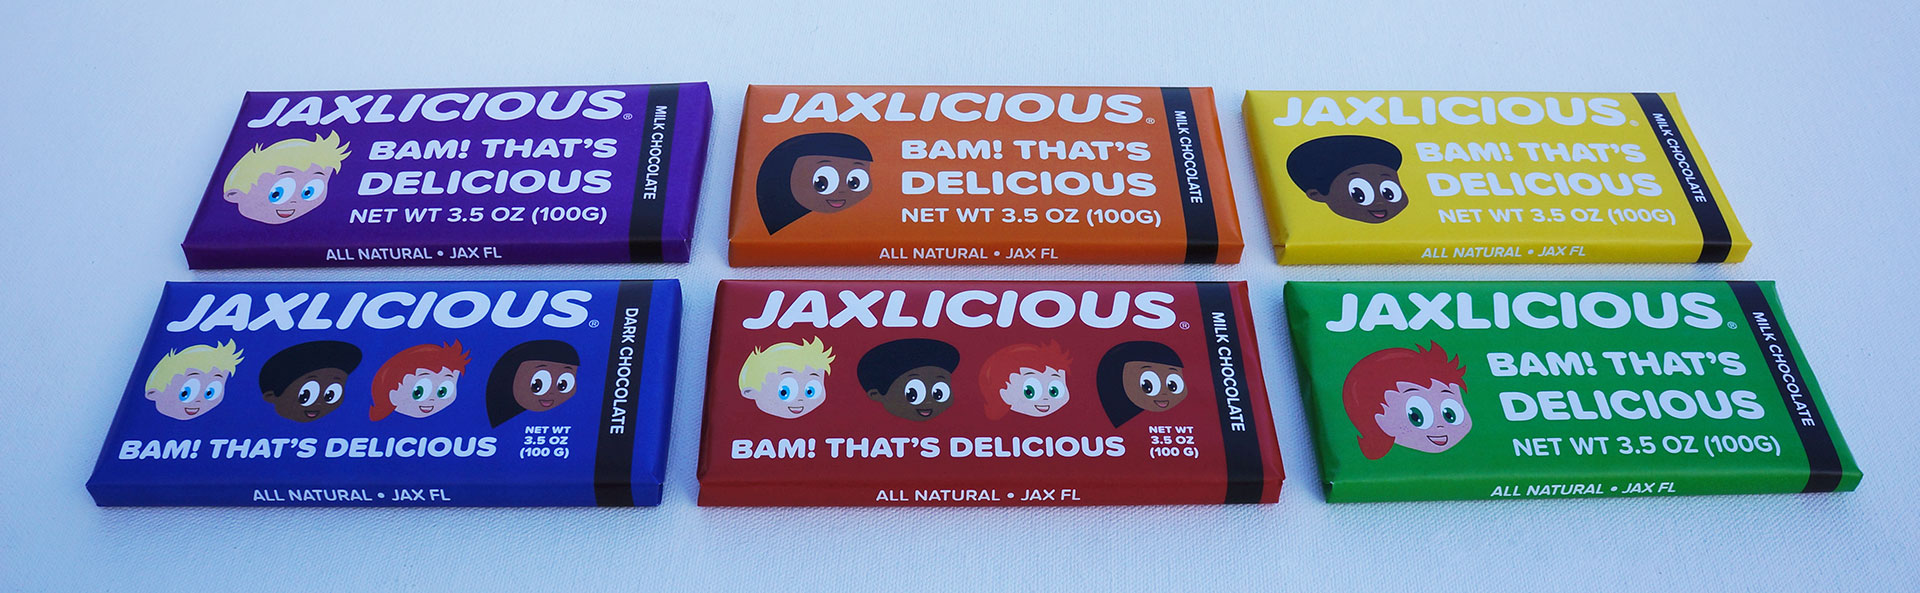 JAXLICIOUS®
BAM! THAT'S
DELICIOUS
NET WT 3.5 OZ (100G)
ALL NATURAL • JAX FL
MILK CHOCOLATE
JAXLICIOUS®
BAM! THAT'S
DELICIOUS
NET WT 3.5 OZ (100G)
ALL NATURAL • JAX FL
MILK CHOCOLATE
JAXLICIOUS®
BAM! THAT'S
DELICIOUS
NET WT 3.5 OZ (100G)
ALL NATURAL • JAX FL
MILK CHOCOLATE
JAXLICIOUS®
BAM! THAT'S DELICIOUS
NET WT
3.5 OZ
(100 G)
ALL NATURAL • JAX FL
DARK CHOCOLATE
JAXLICIOUS®
BAM! THAT'S DELICIOUS
NET WT
3.5 OZ
(100 G)
ALL NATURAL • JAX FL
MILK CHOCOLATE
JAXLICIOUS®
BAM! THAT'S
DELICIOUS
NET WT 3.5 OZ (100G)
ALL NATURAL • JAX FL
MILK CHOCOLATE